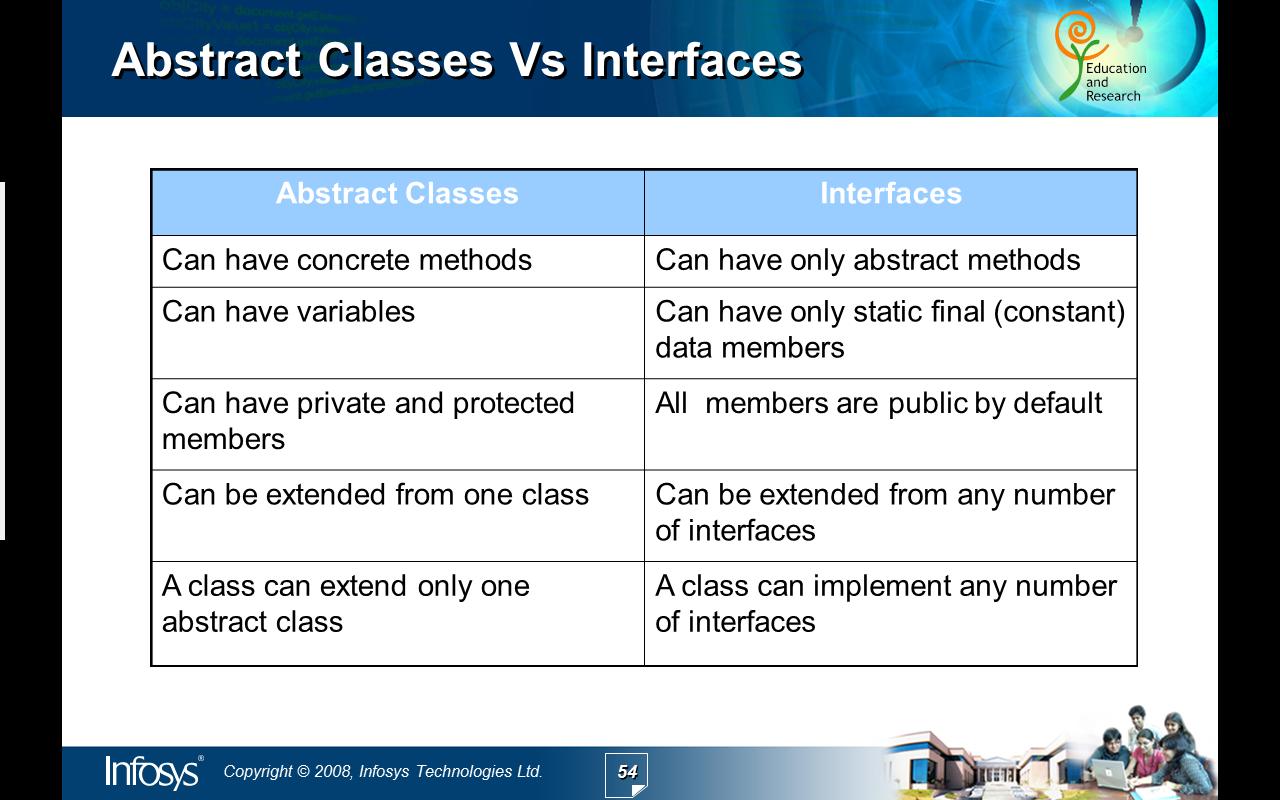 Abstract Classes Vs Interfaces
Education
and
Research
Abstract Classes
Interfaces
Can have concrete methods
Can have only abstract methods
Can have variables
Can have only static final (constant)
data members
Can have private and protected
members
All members are public by default
Can be extended from one class
Can be extended from any number
of interfaces
A class can extend only one
abstract class
A class can implement any number
of interfaces
Infosys®
Copyright © 2008, Infosys Technologies Ltd.
54